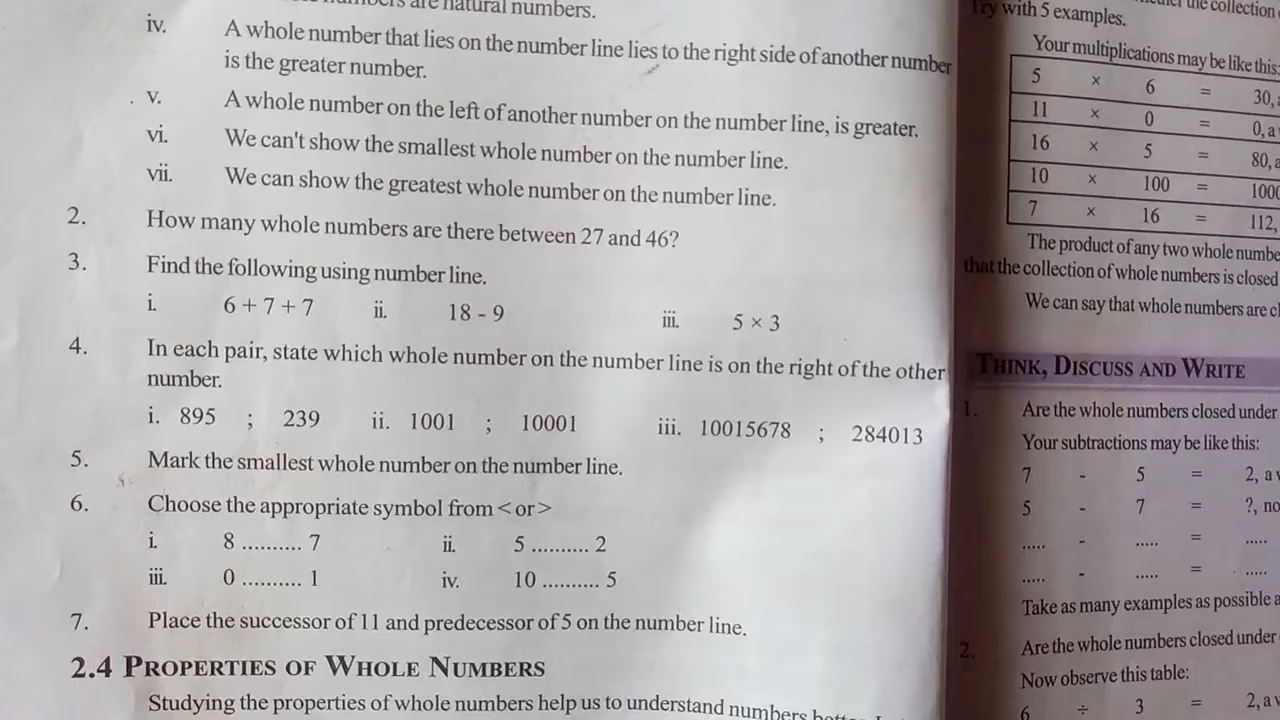 are natural numbers.
iv. A whole number that lies on the number line lies to the right side of another number
is the greater number.
v. A whole number on the left of another number on the number line, is greater.
vi. We can't show the smallest whole number on the number line.
vii. We can show the greatest whole number on the number line.
2. How many whole numbers are there between 27 and 46?
3. Find the following using number line.
i. 6 + 7 + 7 ii. 18 - 9 iii. 5 × 3
4. In each pair, state which whole number on the number line is on the right of the other
number.
i. 895 ; 239 ii. 1001 ; 10001 iii. 10015678 ; 284013
5. Mark the smallest whole number on the number line.
6. Choose the appropriate symbol from < or >
i. 8 .......... 7 ii. 5 .......... 2
iii. 0 .......... 1 iv. 10 .......... 5
7. Place the successor of 11 and predecessor of 5 on the number line.
2.4 PROPERTIES OF WHOLE NUMBERS
Studying the properties of whole numbers help us to understand numbers
the collection
Try with 5 examples.
Your multiplications may be like this:
5 × 6 = 30,
11 × 0 = 0, a
16 × 5 = 80, a
10 × 100 = 1000
7 × 16 = 112,
The product of any two whole
that the collection of whole numbers is closed
We can say that whole numbers are
THINK, DISCUSS AND WRITE
1. Are the whole numbers closed under
Your subtractions may be like this:
7 - 5 = 2, a
5 - 7 = ?, no
..... - ..... = .....
..... - ..... = .....
Take as many examples as possible
2. Are the whole numbers closed under
Now observe this table:
6 ÷ 3 = 2, a